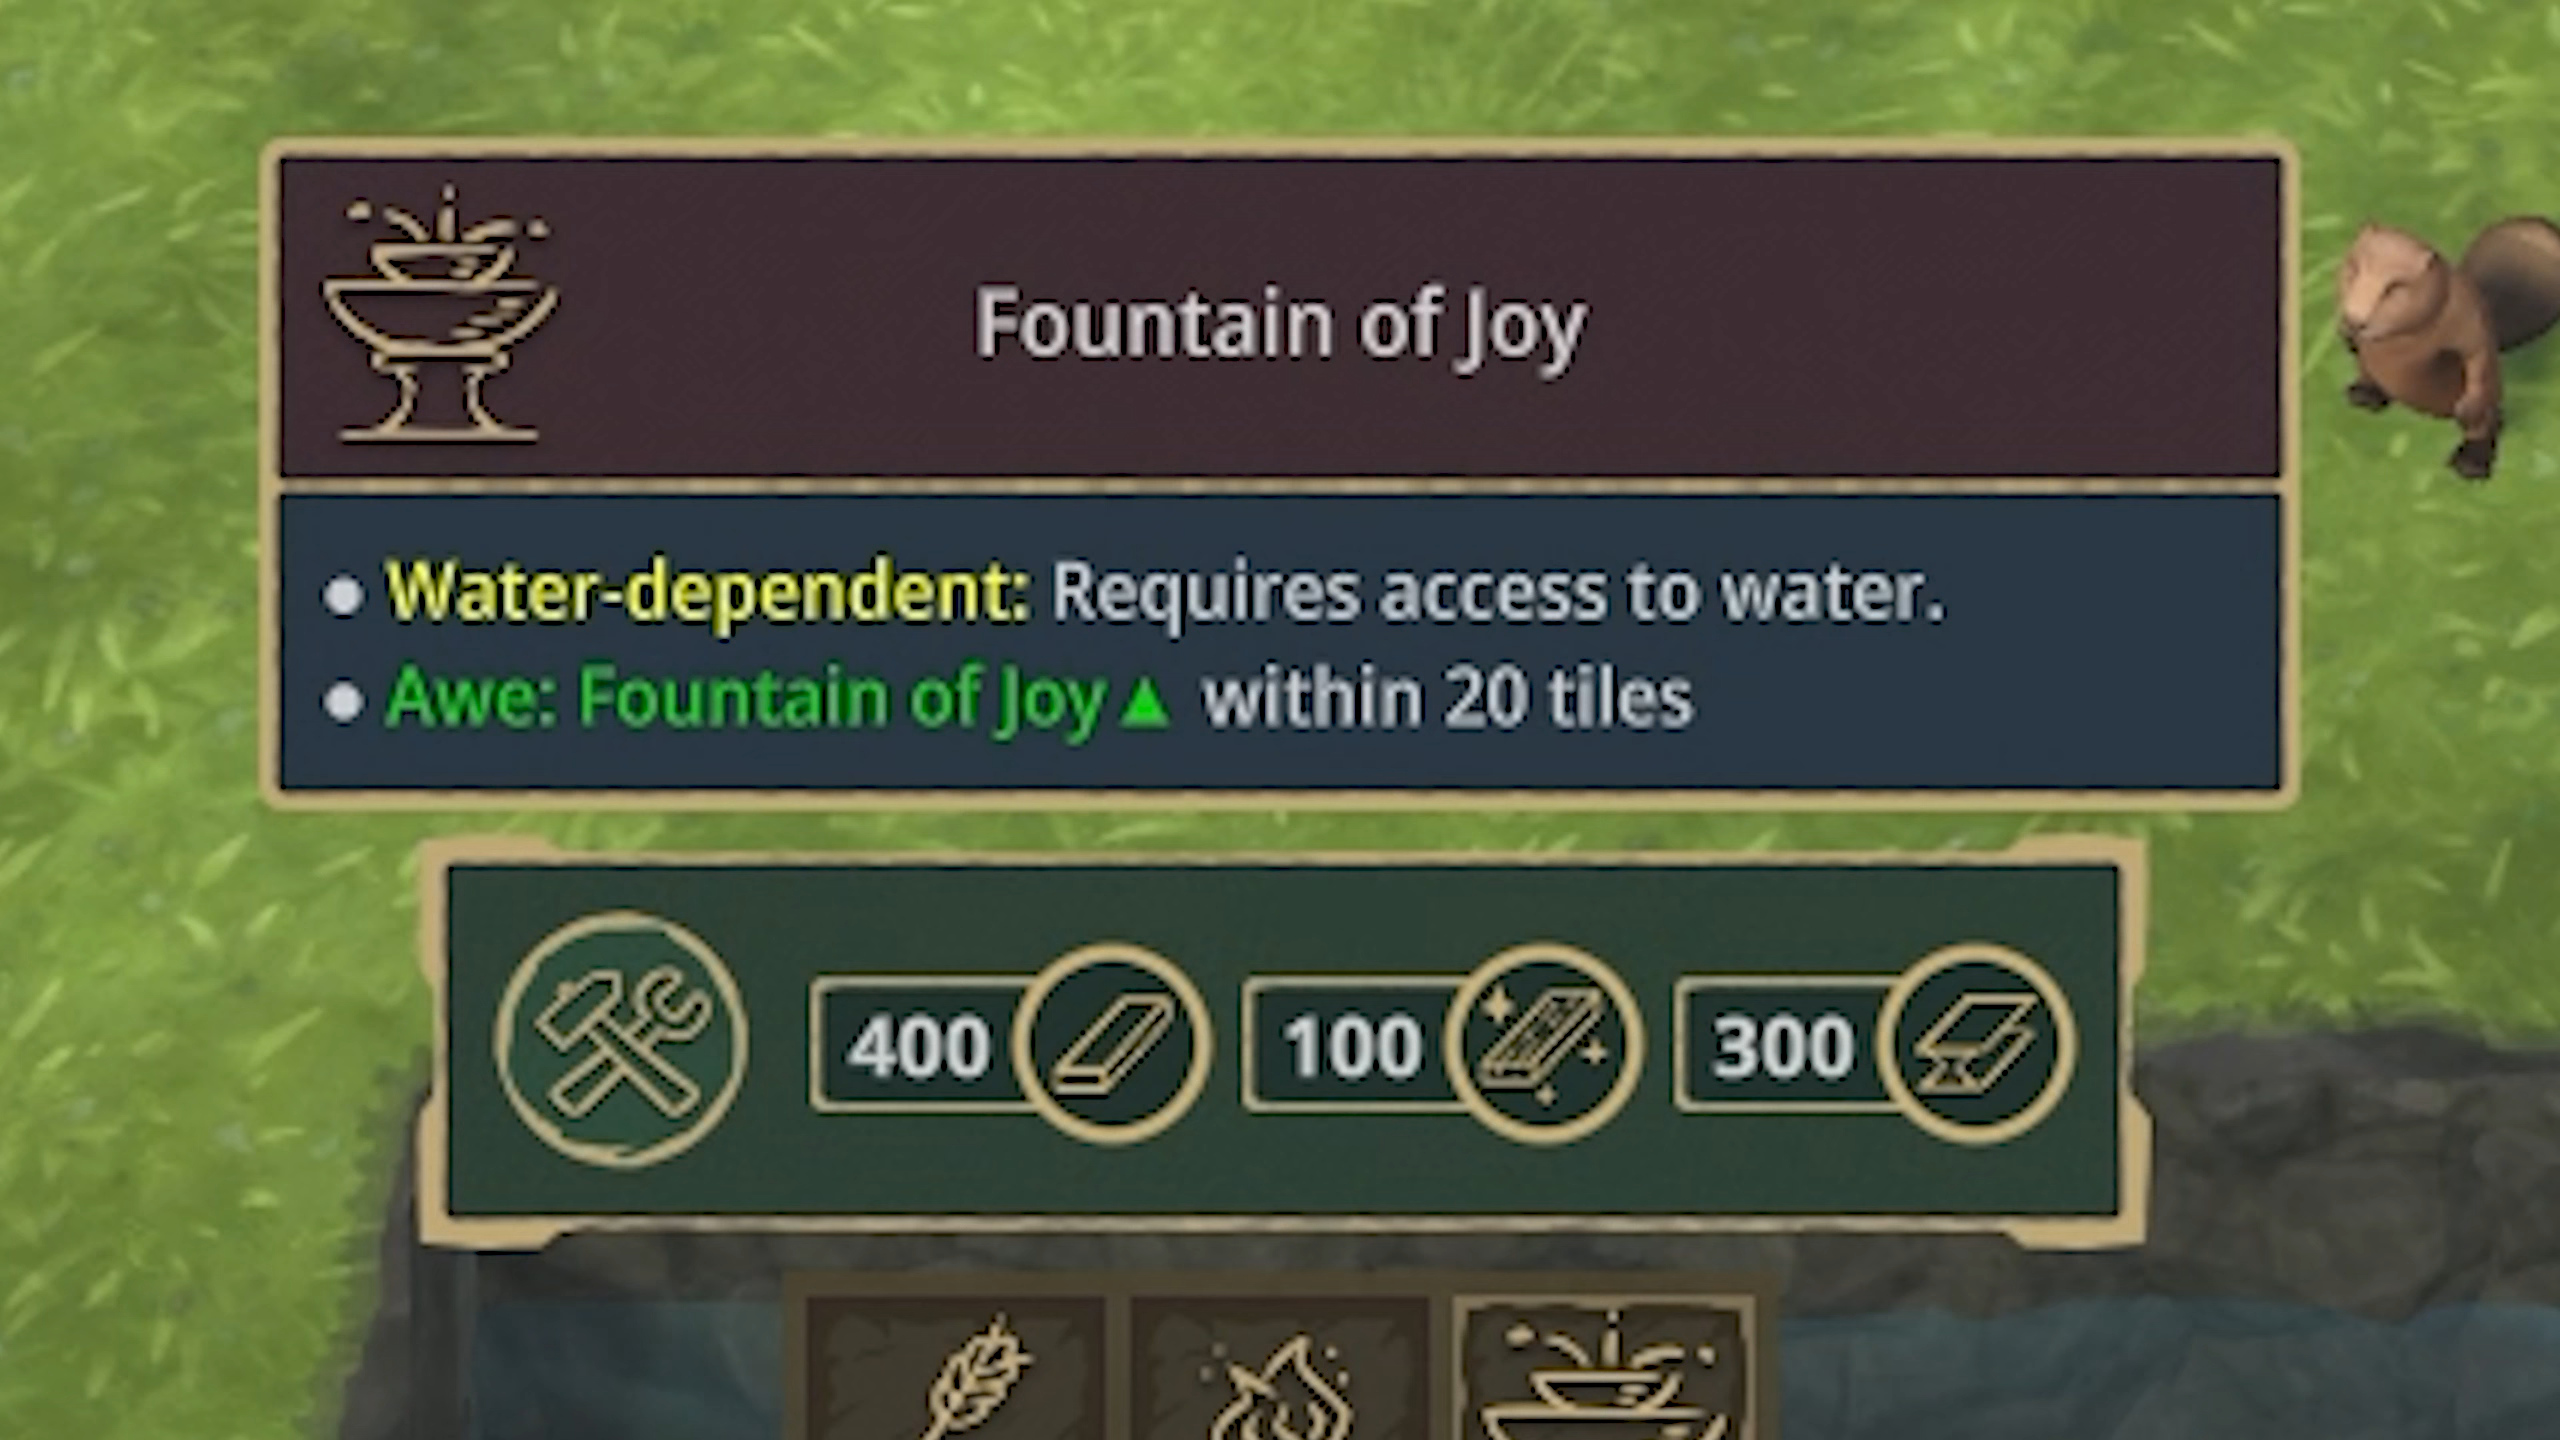 Fountain of Joy
● Water-dependent: Requires access to water.
● Awe: Fountain of Joy▲ within 20 tiles
400 100 300